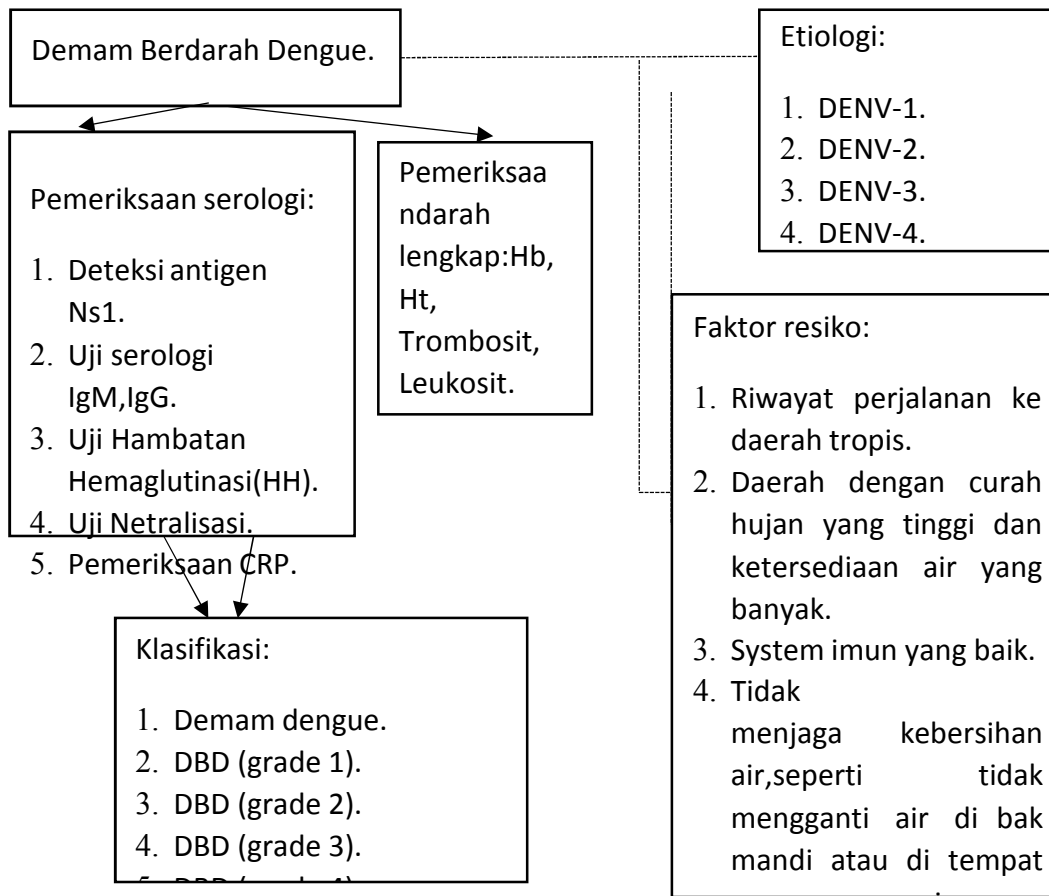 Demam Berdarah Dengue.
Etiologi:
1. DENV-1.
2. DENV-2.
3. DENV-3.
4. DENV-4.
Pemeriksaan serologi:
1. Deteksi antigen
Ns1.
2. Uji serologi
IgM,IgG.
3. Uji Hambatan
Hemaglutinasi(HH).
4. Uji Netralisasi.
5. Pemeriksaan CRP.
Pemeriksaa
ndarah
lengkap:Hb,
Ht,
Trombosit,
Leukosit.
Faktor resiko:
1. Riwayat perjalanan ke
daerah tropis.
2. Daerah dengan curah
hujan yang tinggi dan
ketersediaan air yang
banyak.
3. System imun yang baik.
4. Tidak
menjaga kebersihan
air,seperti tidak
mengganti air di bak
mandi atau di tempat
Klasifikasi:
1. Demam dengue.
2. DBD (grade 1).
3. DBD (grade 2).
4. DBD (grade 3).